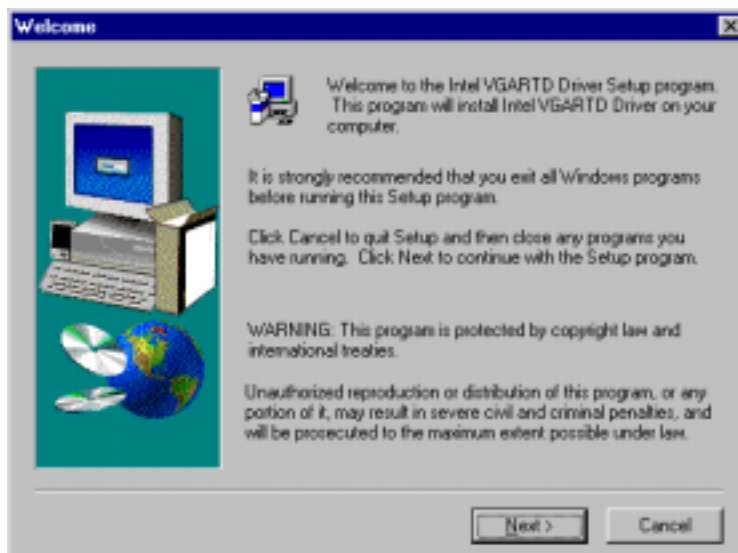 Welcome
Welcome to the Intel VGARTD Driver Setup program.
This program will install Intel VGARTD Driver on your
computer.
It is strongly recommended that you exit all Windows programs
before running this Setup program.
Click Cancel to quit Setup and then close any programs you
have running. Click Next to continue with the Setup program.
WARNING: This program is protected by copyright law and
international treaties.
Unauthorized reproduction or distribution of this program, or any
portion of it, may result in severe civil and criminal penalties, and
will be prosecuted to the maximum extent possible under law.
Next >
Cancel